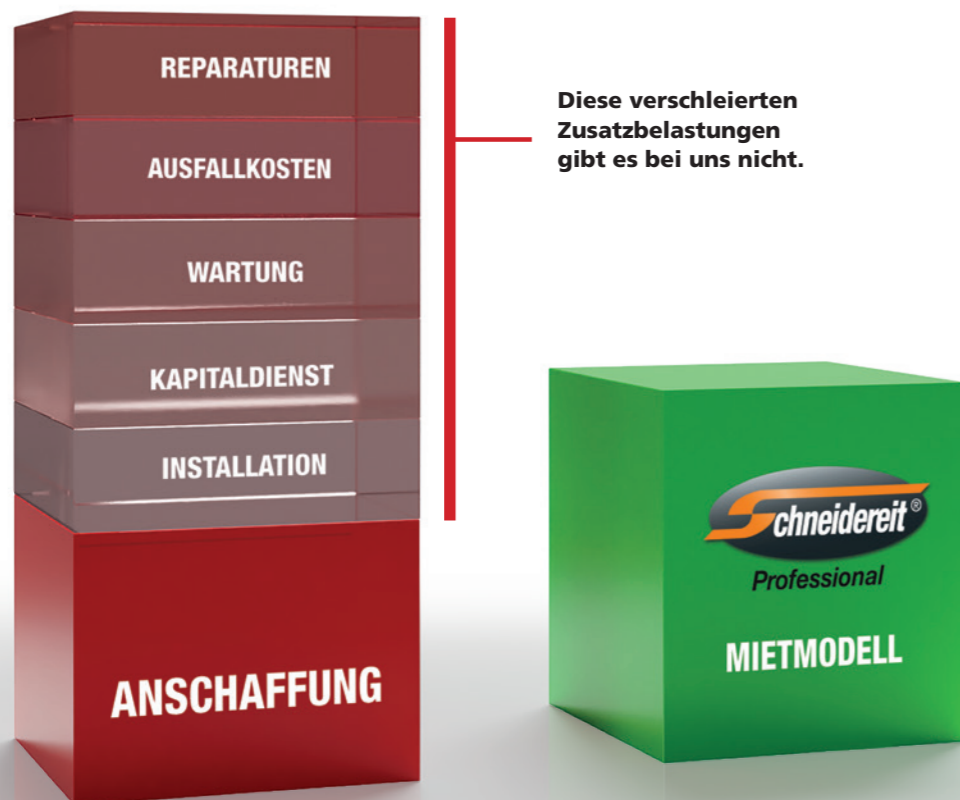 REPARATUREN
AUSFALLKOSTEN
WARTUNG
KAPITALDIENST
INSTALLATION
ANSCHAFFUNG
Diese verschleierten
Zusatzbelastungen
gibt es bei uns nicht.
Schneidereit®
Professional
MIETMODELL